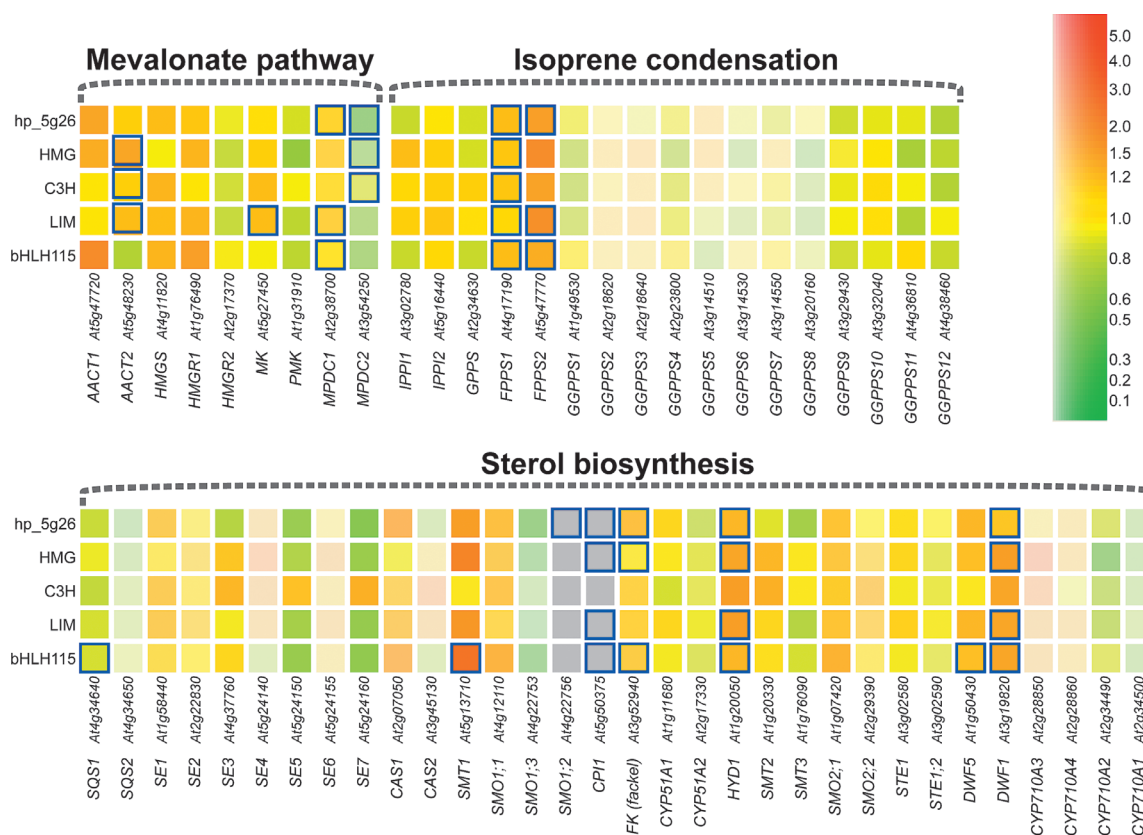 Mevalonate pathway
Isoprene condensation
hp_5g26
HMG
C3H
LIM
bHLH115
5.0
4.0
3.0
2.0
1.2
1.0
0.8
0.6
0.5
0.3
0.2
0.1
At5g47720
At5g48230
At4g11820
At1g76490
At2g17370
At5g27450
At1g31910
At2g38700
At3g54250
At3g02780
At5g16440
At2g34630
At4g17190
At5g47770
At1g49530
At2g18620
At2g18640
At2g23800
At3g14510
At3g14530
At3g14550
At3g20160
At3g29430
At3g32040
At4g36810
At4g38460
AACT1
AACT2
HMGS
HMGR1
HMGR2
MK
PMK
MPDC1
MPDC2
IPPI1
IPPI2
GPPS
FPPS1
FPPS2
GGPPS1
GGPPS2
GGPPS3
GGPPS4
GGPPS5
GGPPS6
GGPPS7
GGPPS8
GGPPS9
GGPPS10
GGPPS11
GGPPS12
Sterol biosynthesis
hp_5g26
HMG
C3H
LIM
bHLH115
At4g34640
At4g34650
At1g58440
At2g22830
At4g37760
At5g24140
At5g24150
At5g24155
At5g24160
At2g07050
At3g45130
At5g13710
At4g12110
At4g22753
At4g22756
At5g50375
At3g52940
At1g11680
At2g17330
At1g20050
At1g20330
At1g76090
At1g07420
At2g29390
At3g02580
At3g02590
At1g50430
At3g19820
At2g28850
At2g28860
At2g34490
At2g34500
SQS1
SQS2
SE1
SE2
SE3
SE4
SE5
SE6
SE7
CAS1
CAS2
SMT1
SMO1;1
SMO1;3
SMO1;2
CPI1
FK (fackel)
CYP51A1
CYP51A2
HYD1
SMT2
SMT3
SMO2;1
SMO2;2
STE1
STE1;2
DWF5
DWF1
CYP710A3
CYP710A4
CYP710A2
CYP710A1